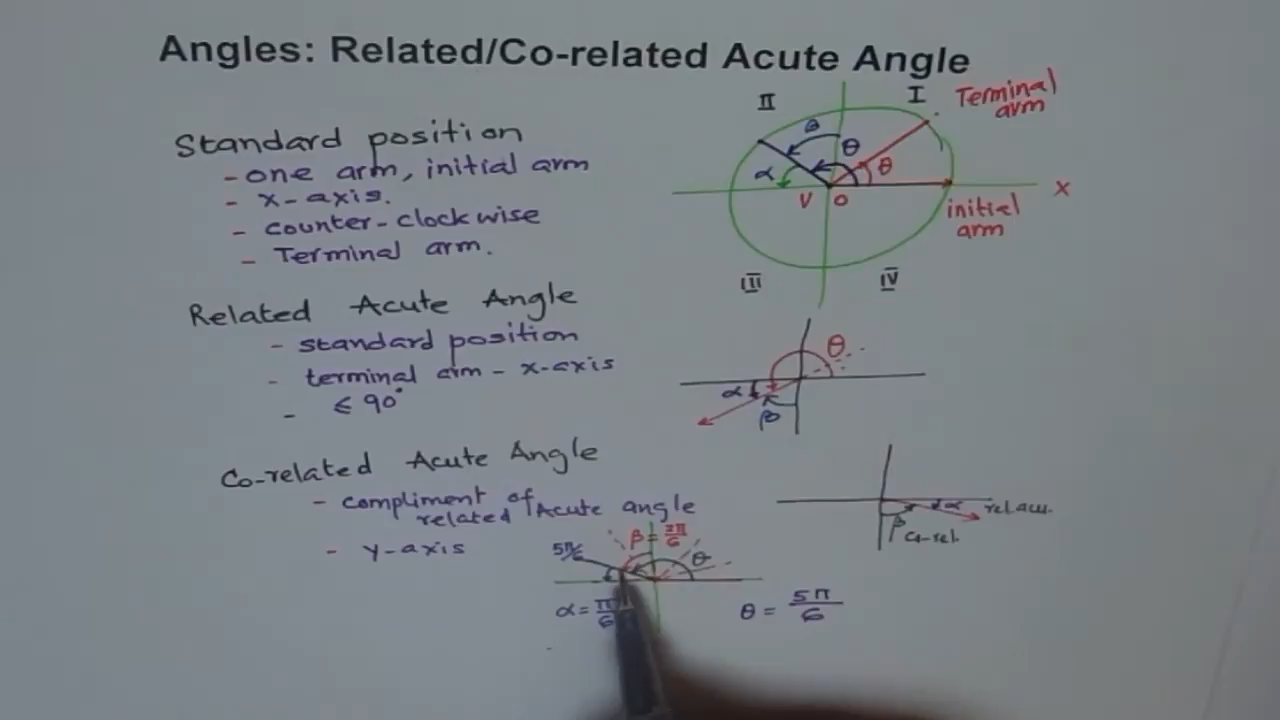 Angles: Related/Co-related Acute Angle
Standard position
- one arm, initial arm
- x-axis.
- counter-clockwise
- Terminal arm.
Related Acute Angle
- standard position
- terminal arm - x-axis
- ≤ 90°
Co-related Acute Angle
- compliment of Acute angle
related
- y-axis
II
I
Terminal
arm
θ
θ
θ
α
V
O
X
initial
arm
III
IV
θ
α
β
α
rel acu.
β
Co-rel.
5π/6
β = 2π/6
θ
α = π/6
θ = 5π/6